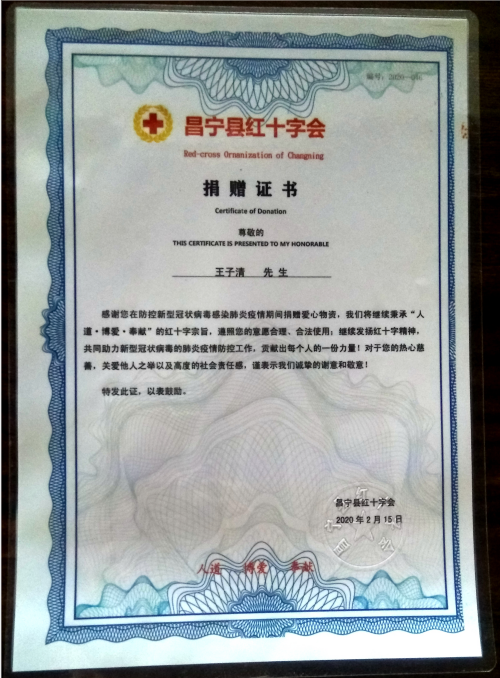 编号：2020-
昌宁县红十字会
Red-cross Ornanization of Changning
捐赠证书
Certificate of Donation
尊敬的
THIS CERTIFICATE IS PRESENTED TO MY HONORABLE
王子清 先生
感谢您在防控新型冠状病毒感染肺炎疫情期间捐赠爱心物资，我们将继续秉承“人
道·博爱·奉献”的红十字宗旨，遵照您的意愿合理、合法使用；继续发扬红十字精神，
共同助力新型冠状病毒的肺炎疫情防控工作，贡献出每个人的一份力量！对于您的热心慈
善，关爱他人之举以及高度的社会责任感，谨表示我们诚挚的谢意和敬意！
特发此证，以表鼓励。
昌宁县红十字会
2020年2月15日
人道 博爱 奉献